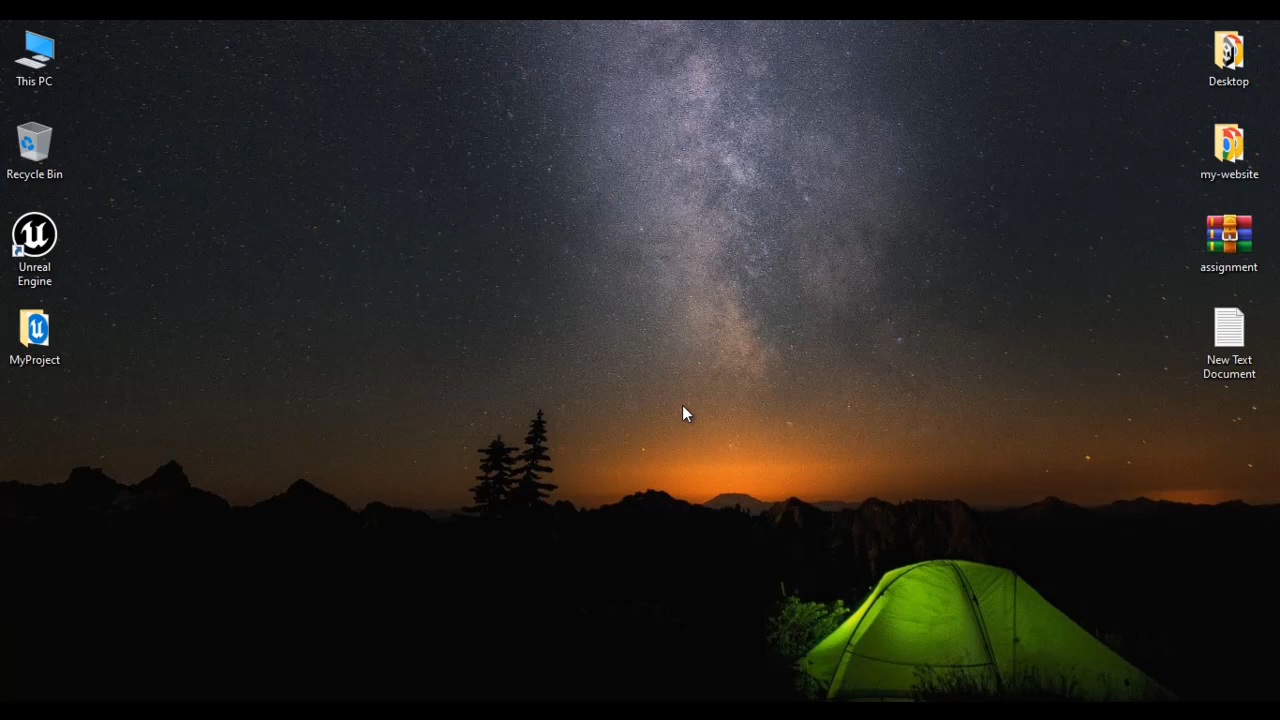 This PC
Recycle Bin
Unreal
Engine
MyProject
Desktop
my-website
assignment
New Text
Document